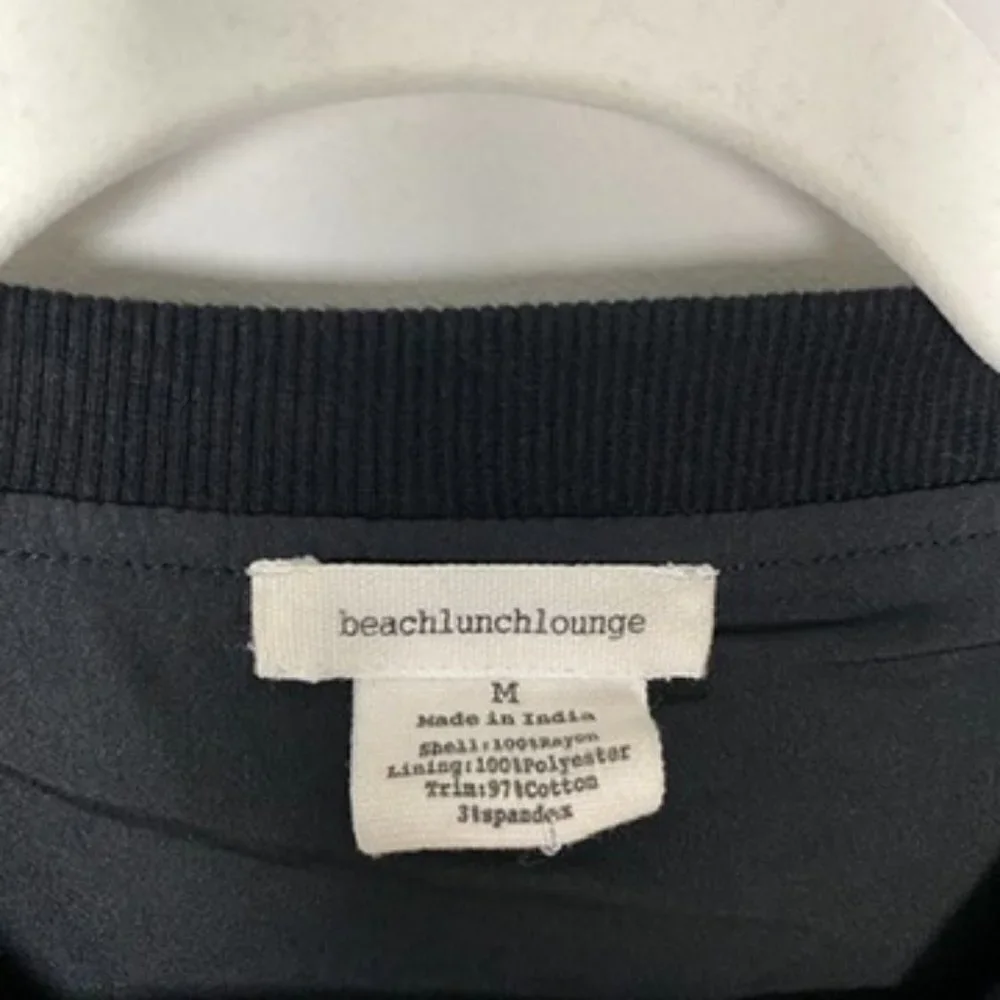 beachlunchlounge
M
Made in India
Shell:100%Rayon
Lining:100%Polyester
Trim:97%Cotton
3%spandex